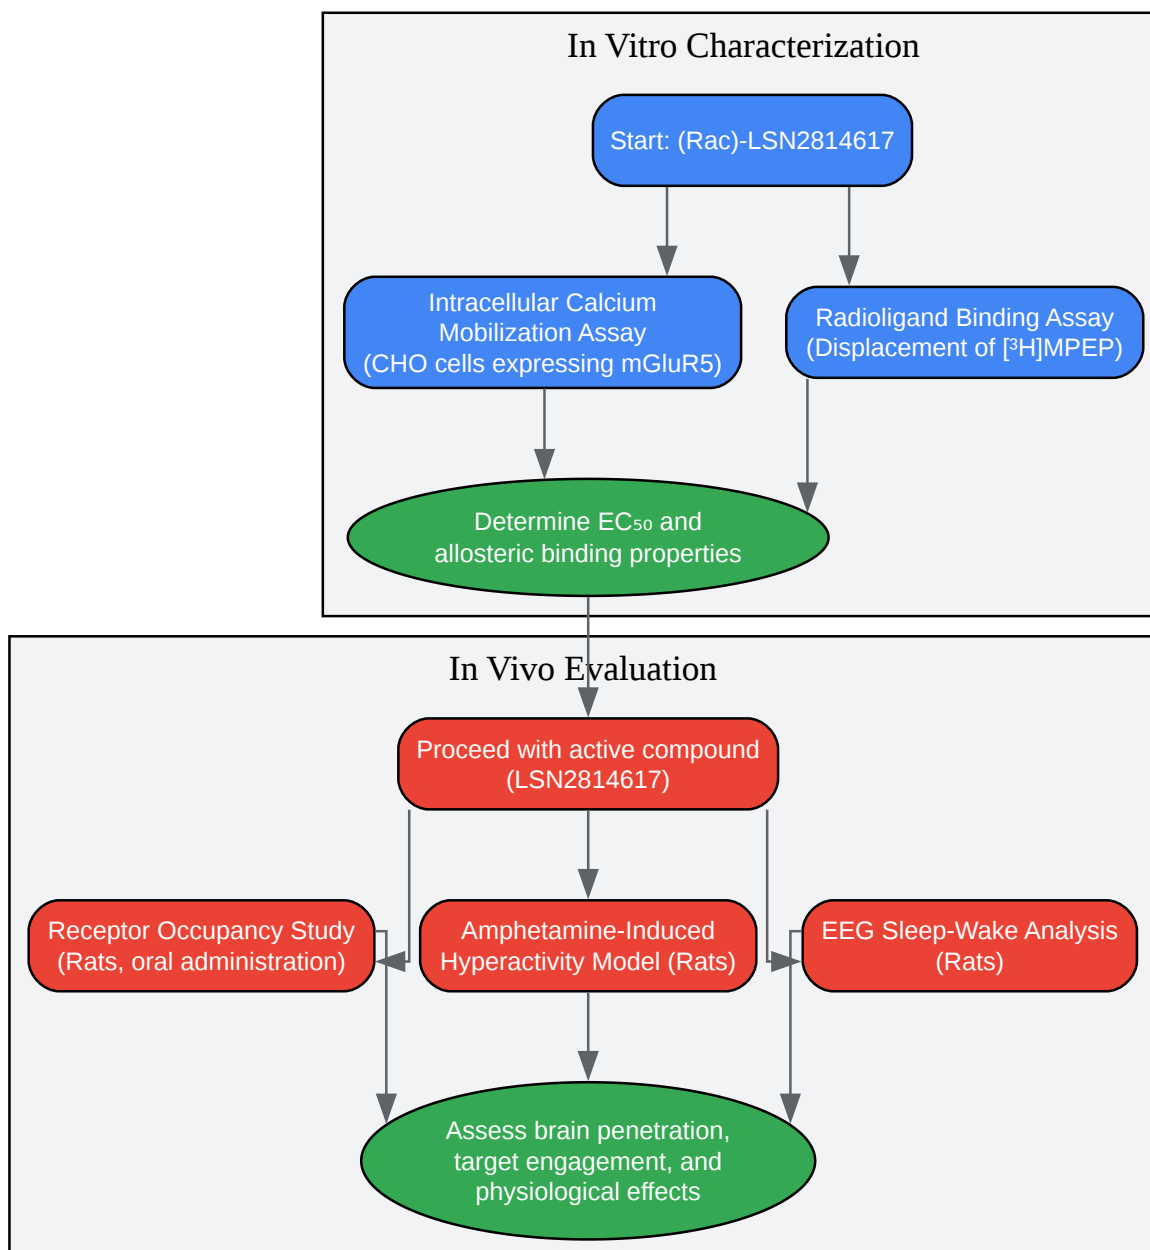 In Vitro Characterization
Start: (Rac)-LSN2814617
Intracellular Calcium
Mobilization Assay
(CHO cells expressing mGluR5)
Radioligand Binding Assay
(Displacement of [³H]MPEP)
Determine EC₅₀ and
allosteric binding properties
In Vivo Evaluation
Proceed with active compound
(LSN2814617)
Receptor Occupancy Study
(Rats, oral administration)
Amphetamine-Induced
Hyperactivity Model (Rats)
EEG Sleep-Wake Analysis
(Rats)
Assess brain penetration,
target engagement, and
physiological effects